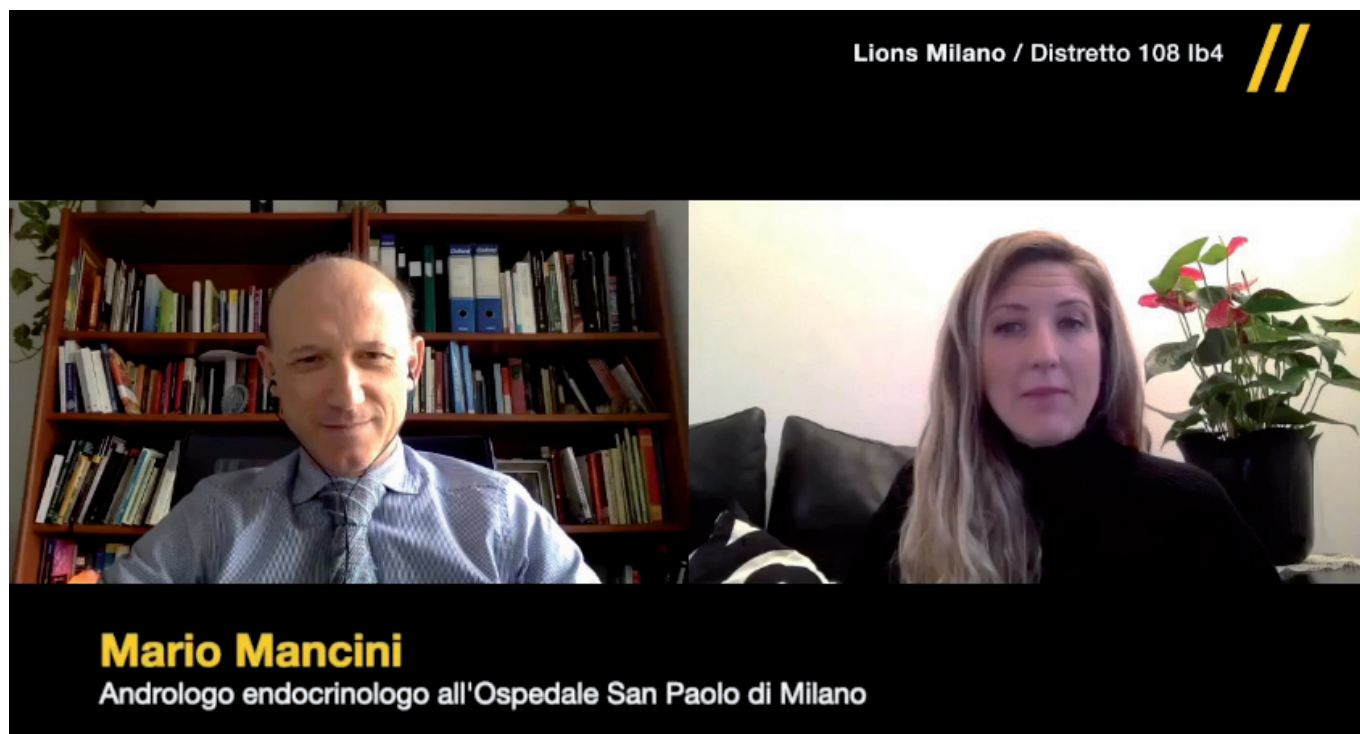 Lions Milano / Distretto 108 Ib4
Mario Mancini
Andrologo endocrinologo all'Ospedale San Paolo di Milano